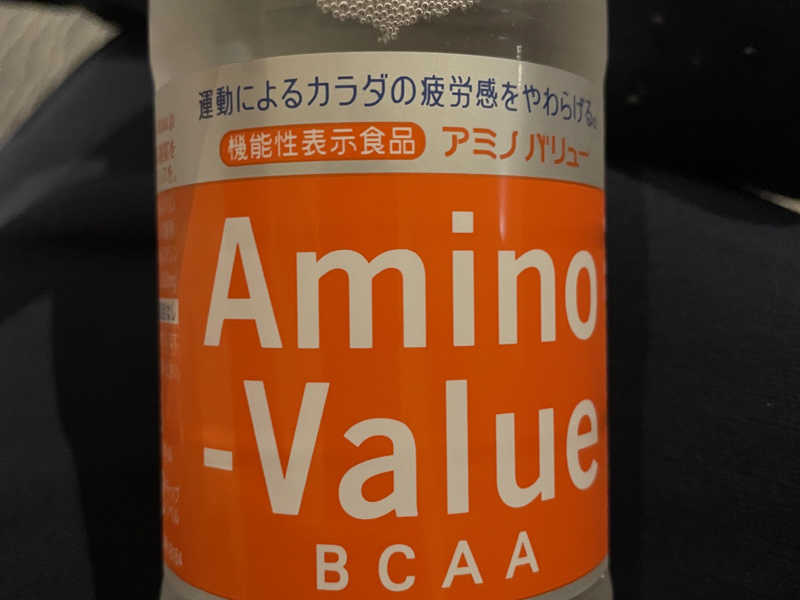 運動によるカラダの疲労感をやわらげる。
機能性表示食品 アミノバリュー
Amino
-Value
BCAA